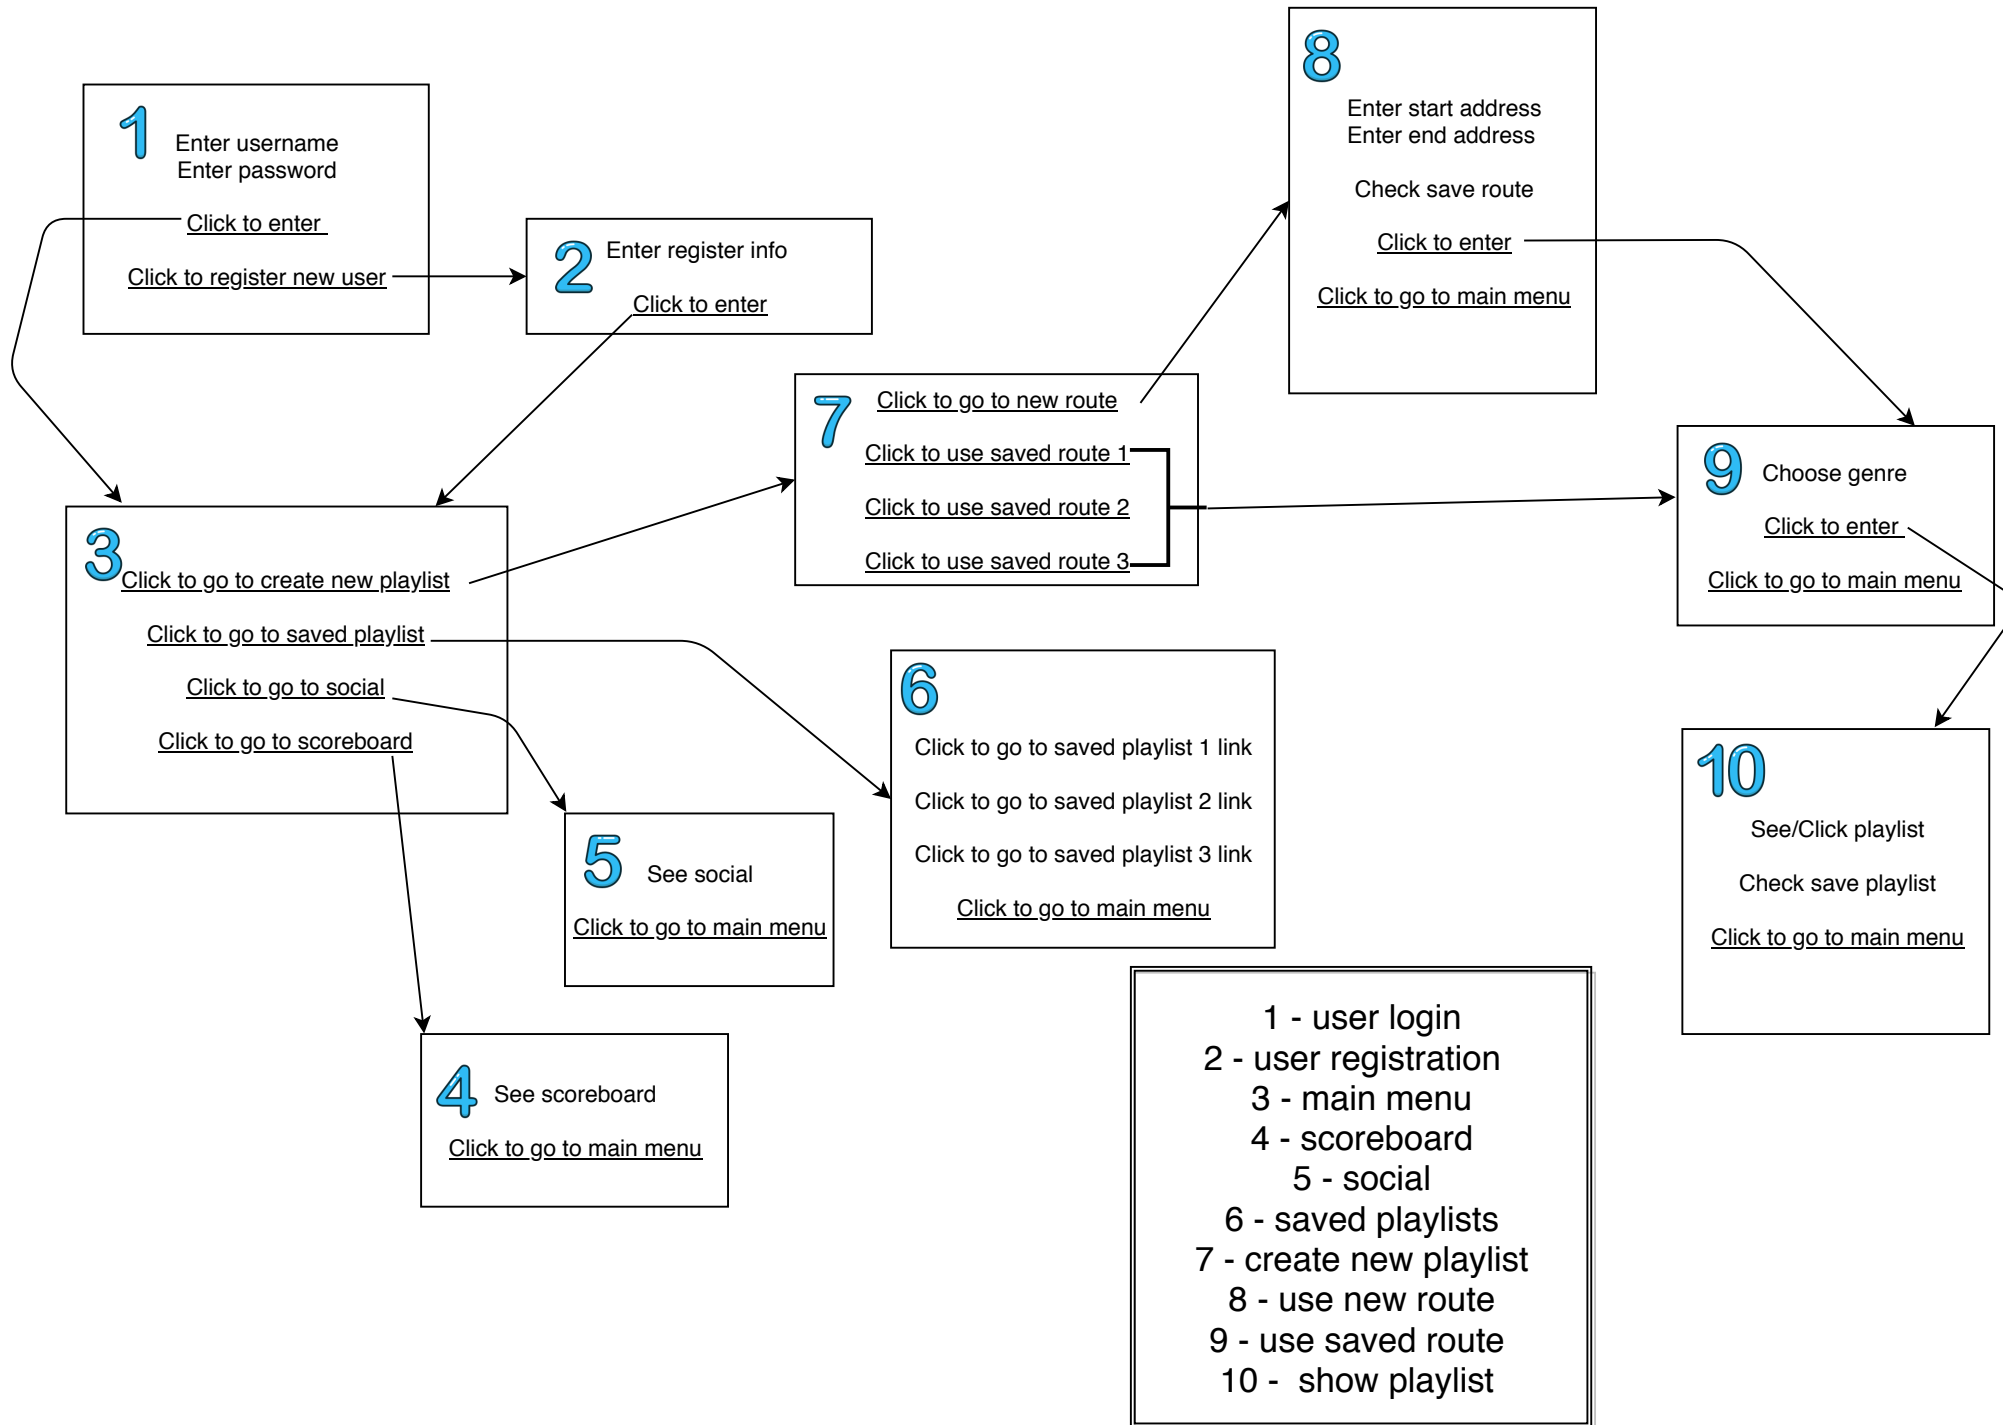 1
Enter username
Enter password
Click to enter
Click to register new user
2
Enter register info
Click to enter
3
Click to go to create new playlist
Click to go to saved playlist
Click to go to social
Click to go to scoreboard
4
See scoreboard
Click to go to main menu
5
See social
Click to go to main menu
6
Click to go to saved playlist 1 link
Click to go to saved playlist 2 link
Click to go to saved playlist 3 link
Click to go to main menu
7
Click to go to new route
Click to use saved route 1
Click to use saved route 2
Click to use saved route 3
8
Enter start address
Enter end address
Check save route
Click to enter
Click to go to main menu
9
Choose genre
Click to enter
Click to go to main menu
10
See/Click playlist
Check save playlist
Click to go to main menu
1 - user login
2 - user registration
3 - main menu
4 - scoreboard
5 - social
6 - saved playlists
7 - create new playlist
8 - use new route
9 - use saved route
10 - show playlist